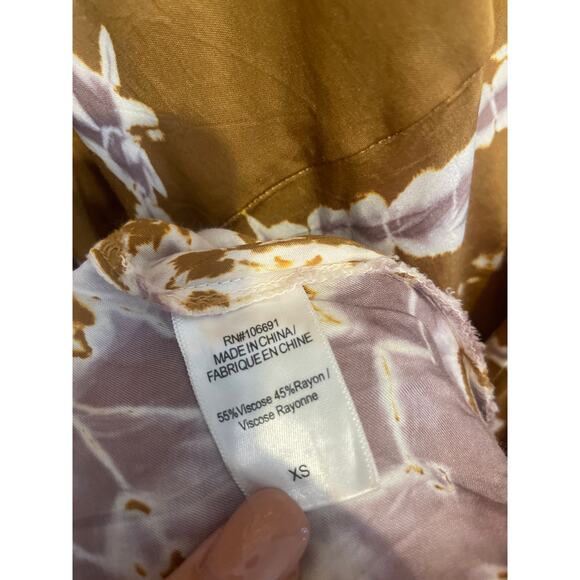 RN#106691
MADE IN CHINA/
FABRIQUE EN CHINE
55%Viscose 45%Rayon /
Viscose Rayonne
XS